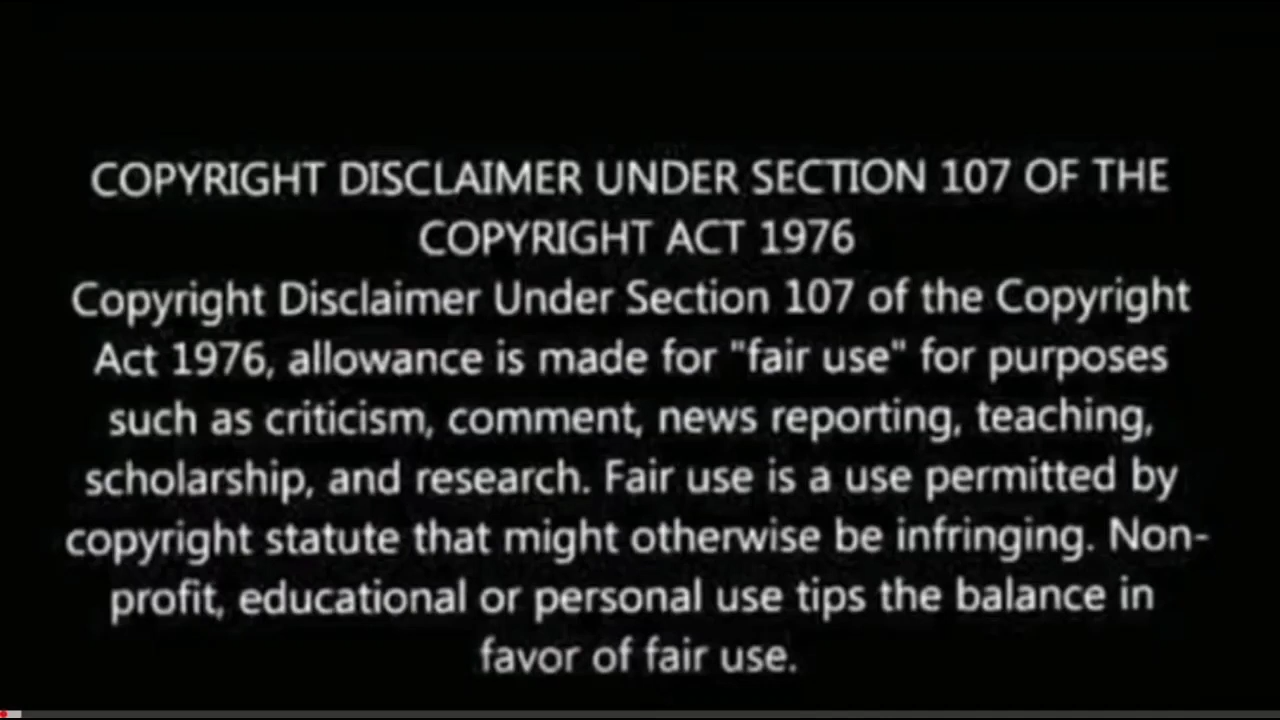 COPYRIGHT DISCLAIMER UNDER SECTION 107 OF THE
COPYRIGHT ACT 1976
Copyright Disclaimer Under Section 107 of the Copyright
Act 1976, allowance is made for "fair use" for purposes
such as criticism, comment, news reporting, teaching,
scholarship, and research. Fair use is a use permitted by
copyright statute that might otherwise be infringing. Non-
profit, educational or personal use tips the balance in
favor of fair use.